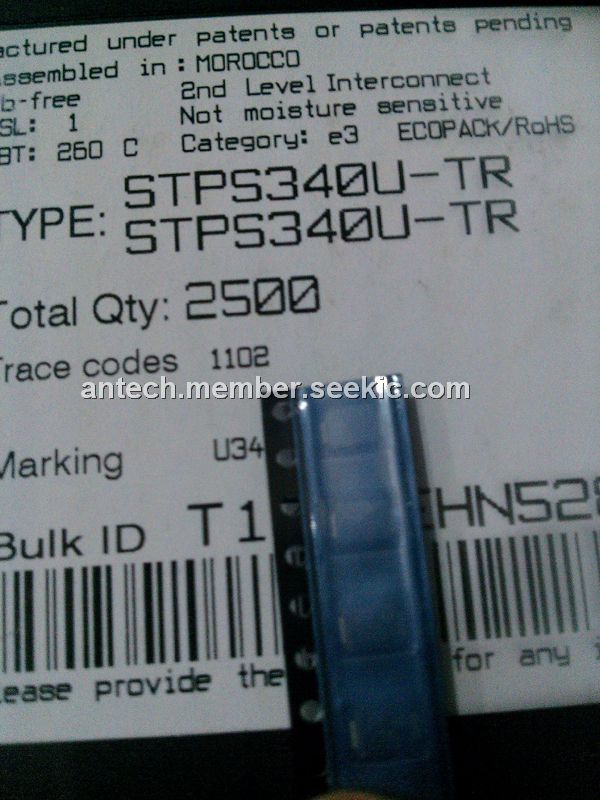 actured under patents or patents pending
ssembled in : MOROCCO
b-free 2nd Level Interconnect
SL: 1 Not moisture sensitive
BT: 260 C Category: e3 ECOPACK/RoHS
TYPE: STPS340U-TR
STPS340U-TR
Total Qty: 2500
Trace codes 1102
antech.member.seekic.com
Marking U34
Bulk ID T1 EHN528
lease provide the for any